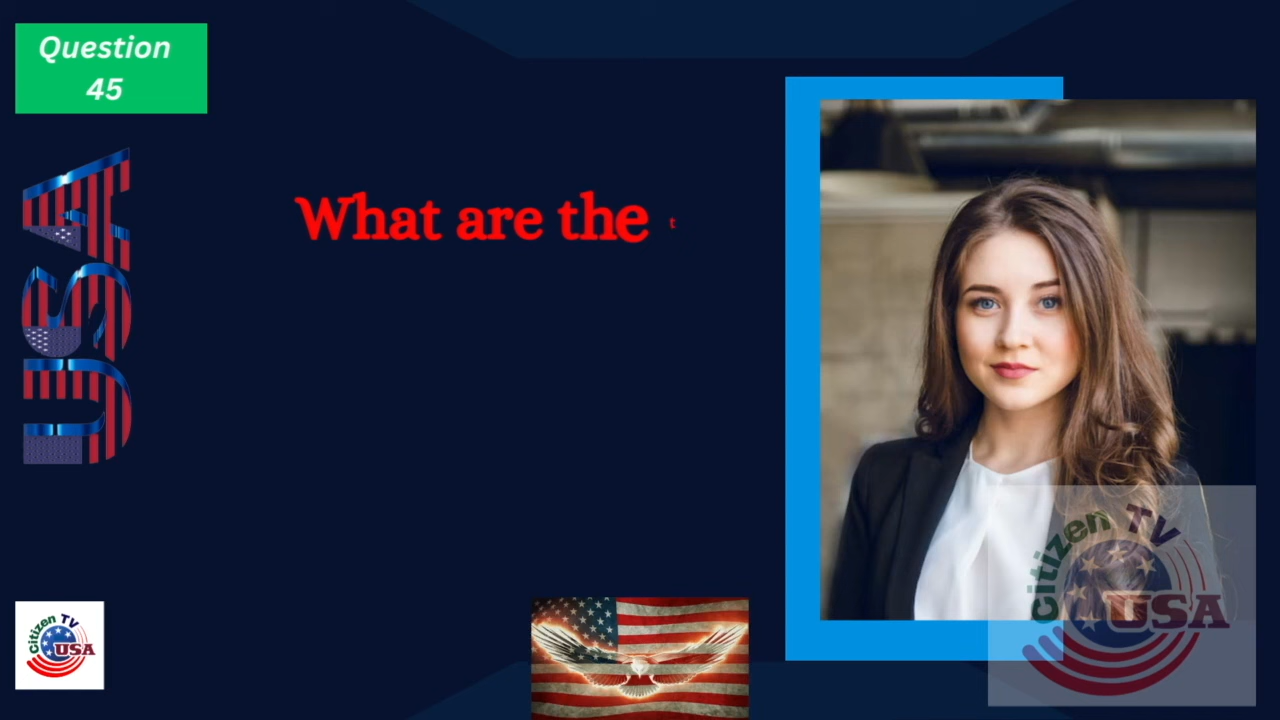 Question
45
USA
What are the t
Citizen TV
USA
Citizen TV
USA